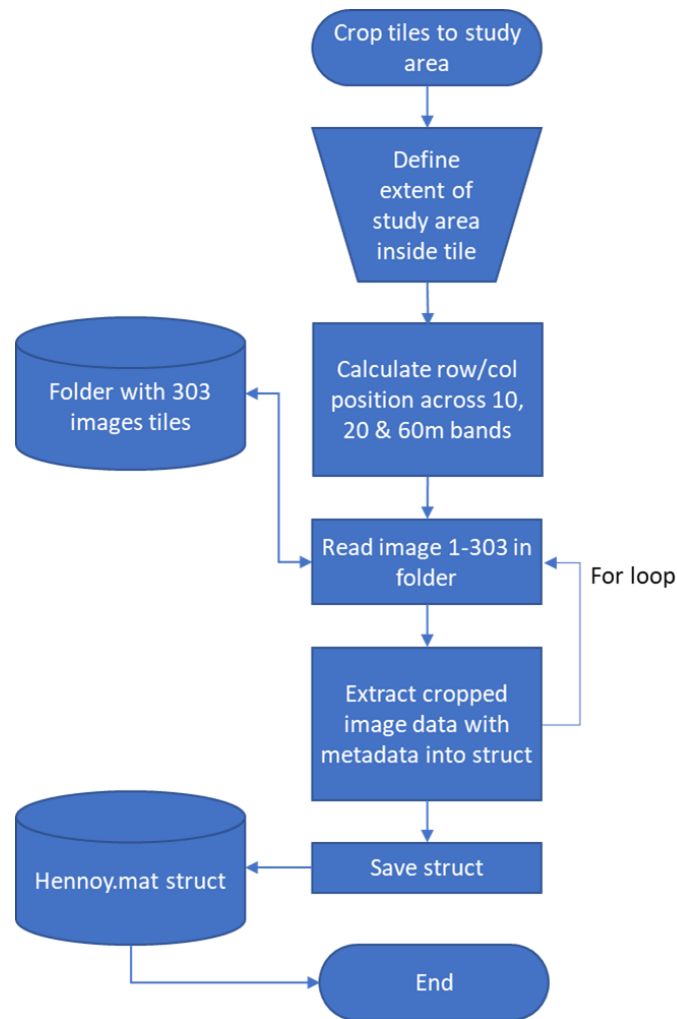 Crop tiles to study
area
Define
extent of
study area
inside tile
Calculate row/col
position across 10,
20 & 60m bands
Folder with 303
images tiles
Read image 1-303 in
folder
For loop
Extract cropped
image data with
metadata into struct
Save struct
Hennoy.mat struct
End